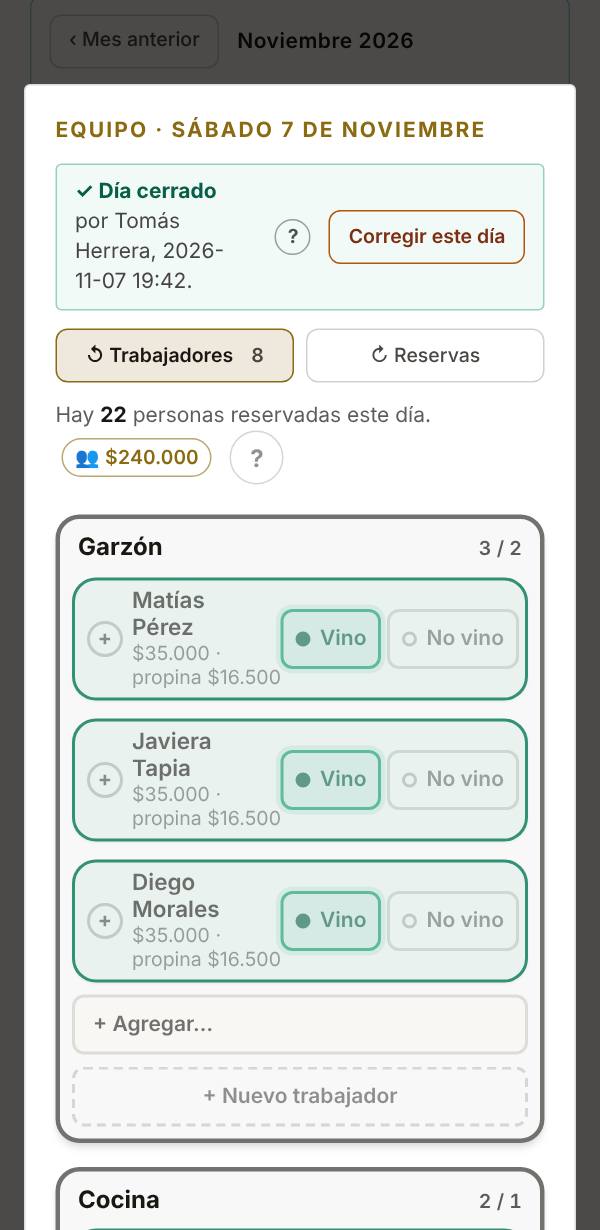 ‹ Mes anterior
Noviembre 2026
EQUIPO · SÁBADO 7 DE NOVIEMBRE
✓ Día cerrado
por Tomás
Herrera, 2026-
11-07 19:42.
?
Corregir este día
↺ Trabajadores 8
↻ Reservas
Hay 22 personas reservadas este día.
👥 $240.000
?
Garzón
3 / 2
+
Matías
Pérez
$35.000 ·
propina $16.500
Vino
No vino
+
Javiera
Tapia
$35.000 ·
propina $16.500
Vino
No vino
+
Diego
Morales
$35.000 ·
propina $16.500
Vino
No vino
+ Agregar...
+ Nuevo trabajador
Cocina
2 / 1